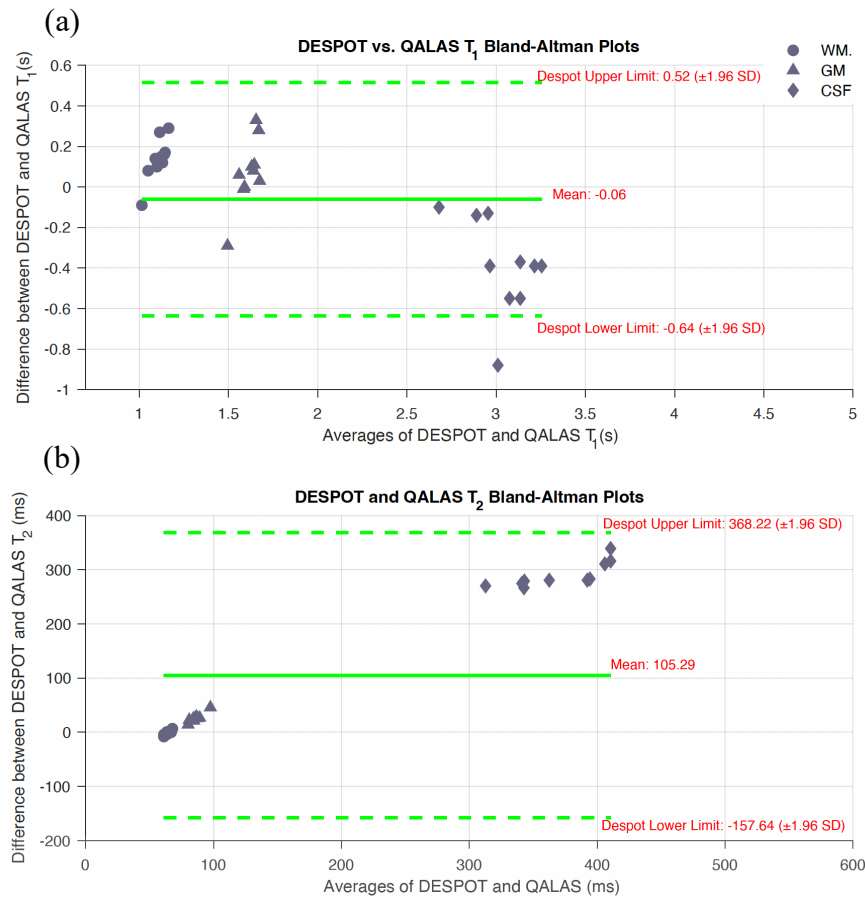 (a)
DESPOT vs. QALAS T1 Bland-Altman Plots
WM.
GM
CSF
Difference between DESPOT and QALAS T1(s)
0.6
0.4
0.2
0
-0.2
-0.4
-0.6
-0.8
-1
Despot Upper Limit: 0.52 (±1.96 SD)
Mean: -0.06
Despot Lower Limit: -0.64 (±1.96 SD)
1 1.5 2 2.5 3 3.5 4 4.5 5
Averages of DESPOT and QALAS T1(s)
(b)
DESPOT and QALAS T2 Bland-Altman Plots
Difference between DESPOT and QALAS T2 (ms)
400
300
200
100
0
-100
-200
Despot Upper Limit: 368.22 (±1.96 SD)
Mean: 105.29
Despot Lower Limit: -157.64 (±1.96 SD)
0 100 200 300 400 500 600
Averages of DESPOT and QALAS (ms)